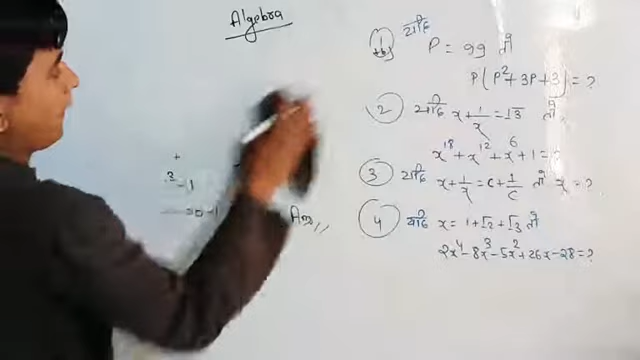 Algebra
① यदि P = 99 तो
P(P²+3P+3) = ?
② यदि x+1/x = √3 तो,
x¹⁸+x¹²+x⁶+1 = ?
③ यदि x+1/x = c+1/c तो x = ?
④ यदि x = 1+√2+√3 तो
2x⁴-8x³-5x²+26x-28 = ?
Ans